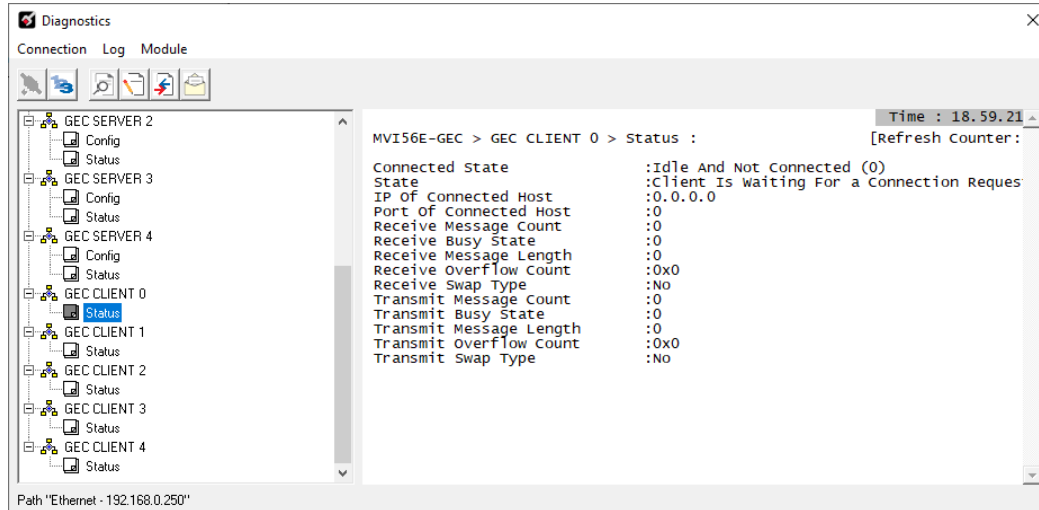 Diagnostics
Connection Log Module
GEC SERVER 2
Config
Status
GEC SERVER 3
Config
Status
GEC SERVER 4
Config
Status
GEC CLIENT 0
Status
GEC CLIENT 1
Status
GEC CLIENT 2
Status
GEC CLIENT 3
Status
GEC CLIENT 4
Status
Time : 18.59.21
MVI56E-GEC > GEC CLIENT 0 > Status : [Refresh Counter:
Connected State :Idle And Not Connected (0)
State :Client Is Waiting For a Connection Reques
IP Of Connected Host :0.0.0.0
Port Of Connected Host :0
Receive Message Count :0
Receive Busy State :0
Receive Message Length :0
Receive Overflow Count :0x0
Receive Swap Type :No
Transmit Message Count :0
Transmit Busy State :0
Transmit Message Length :0
Transmit Overflow Count :0x0
Transmit Swap Type :No
Path "Ethernet - 192.168.0.250"